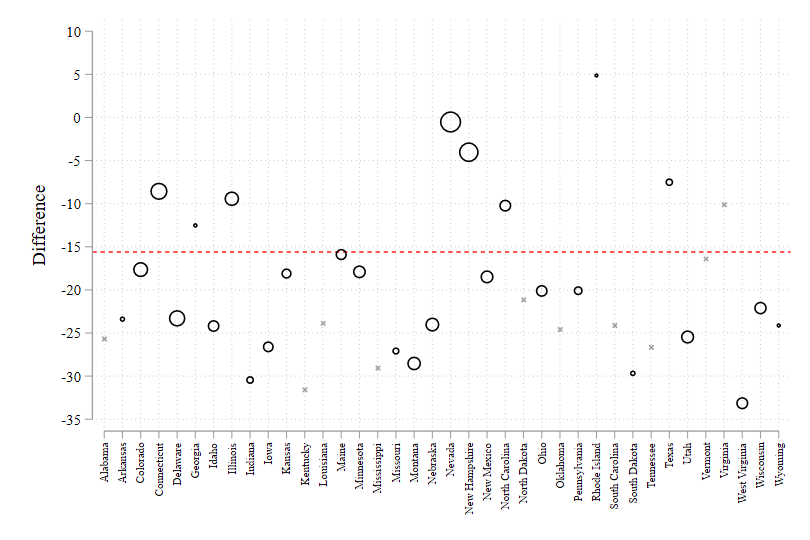 10
5
0
-5
-10
-15
-20
-25
-30
-35
Difference
Alabama
Arkansas
Colorado
Connecticut
Delaware
Georgia
Idaho
Illinois
Indiana
Iowa
Kansas
Kentucky
Louisiana
Maine
Minnesota
Mississippi
Missouri
Montana
Nebraska
Nevada
New Hampshire
New Mexico
North Carolina
North Dakota
Ohio
Oklahoma
Pennsylvania
Rhode Island
South Carolina
South Dakota
Tennessee
Texas
Utah
Vermont
Virginia
West Virginia
Wisconsin
Wyoming